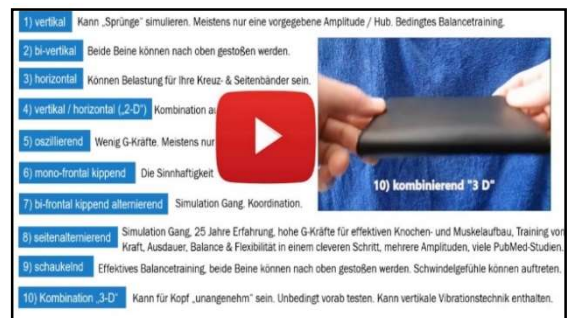 1) vertikal Kann „Sprünge" simulieren. Meistens nur eine vorgegebene Amplitude / Hub. Bedingtes Balancetraining.
2) bi-vertikal Beide Beine können nach oben gestoßen werden.
3) horizontal Können Belastung für Ihre Kreuz- & Seitenbänder sein.
4) vertikal / horizontal („2-D") Kombination
5) oszillierend Wenig G-Kräfte. Meistens nur
6) mono-frontal kippend Die Sinnhaftigkeit
10) kombinierend "3 D"
7) bi-frontal kippend alternierend Simulation Gang. Koordination.
8) seitenalternierend Simulation Gang, 25 Jahre Erfahrung, hohe G-Kräfte für effektiven Knochen- und Muskelaufbau, Training von
Kraft, Ausdauer, Balance & Flexibilität in einem cleveren Schritt, mehrere Amplituden, viele PubMed-Studien.
9) schaukelnd Effektives Balancetraining, beide Beine können nach oben gestoßen werden. Schwindelgefühle können auftreten.
10) Kombination „3-D" Kann für Kopf „unangenehm" sein. Unbedingt vorab testen. Kann vertikale Vibrationstechnik enthalten.